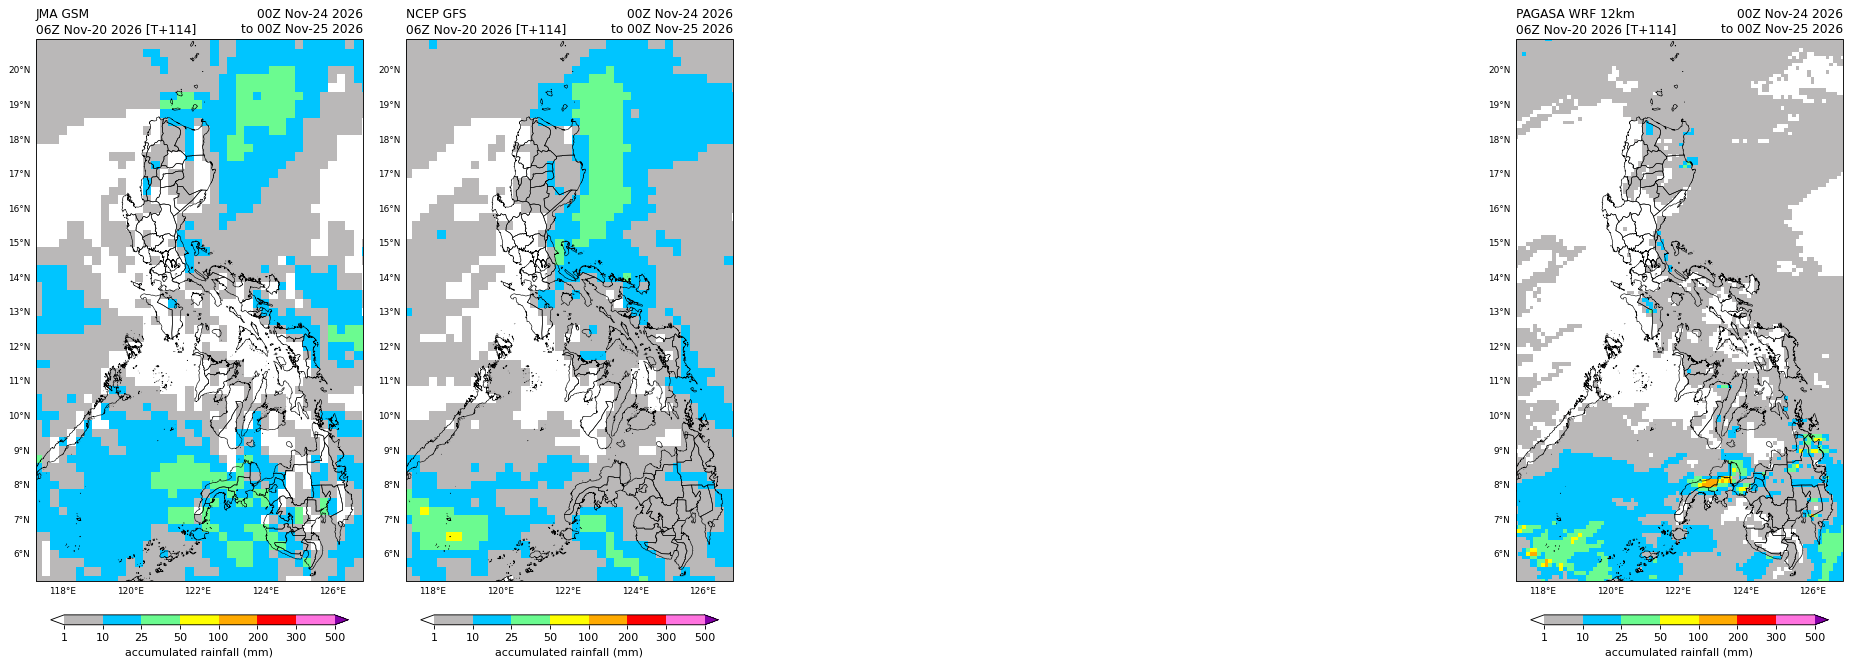 JMA GSM
06Z Nov-20 2026 [T+114]
00Z Nov-24 2026
to 00Z Nov-25 2026
20°N
19°N
18°N
17°N
16°N
15°N
14°N
13°N
12°N
11°N
10°N
9°N
8°N
7°N
6°N
118°E 120°E 122°E 124°E 126°E
1 10 25 50 100 200 300 500
accumulated rainfall (mm)
NCEP GFS
06Z Nov-20 2026 [T+114]
00Z Nov-24 2026
to 00Z Nov-25 2026
20°N
19°N
18°N
17°N
16°N
15°N
14°N
13°N
12°N
11°N
10°N
9°N
8°N
7°N
6°N
118°E 120°E 122°E 124°E 126°E
1 10 25 50 100 200 300 500
accumulated rainfall (mm)
PAGASA WRF 12km
06Z Nov-20 2026 [T+114]
00Z Nov-24 2026
to 00Z Nov-25 2026
20°N
19°N
18°N
17°N
16°N
15°N
14°N
13°N
12°N
11°N
10°N
9°N
8°N
7°N
6°N
118°E 120°E 122°E 124°E 126°E
1 10 25 50 100 200 300 500
accumulated rainfall (mm)